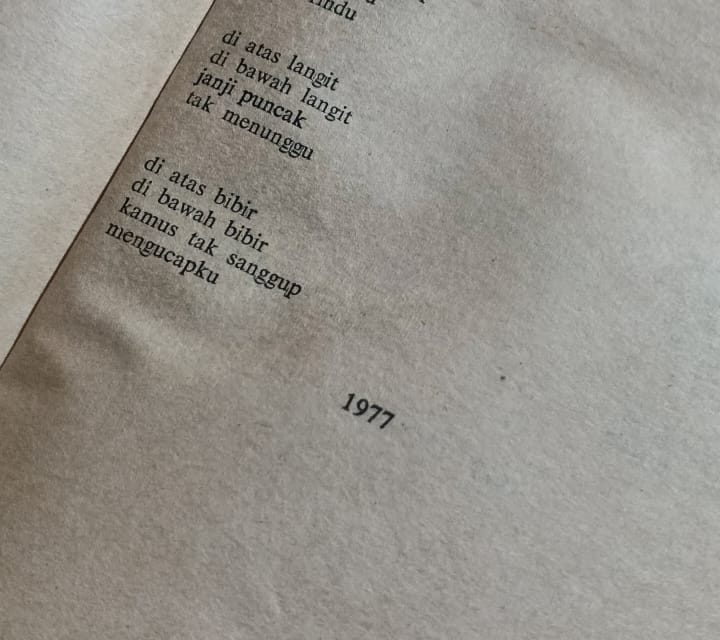 di atas langit
di bawah langit
janji puncak
tak menunggu
di atas bibir
di bawah bibir
kamus tak sanggup
mengucapku
1977